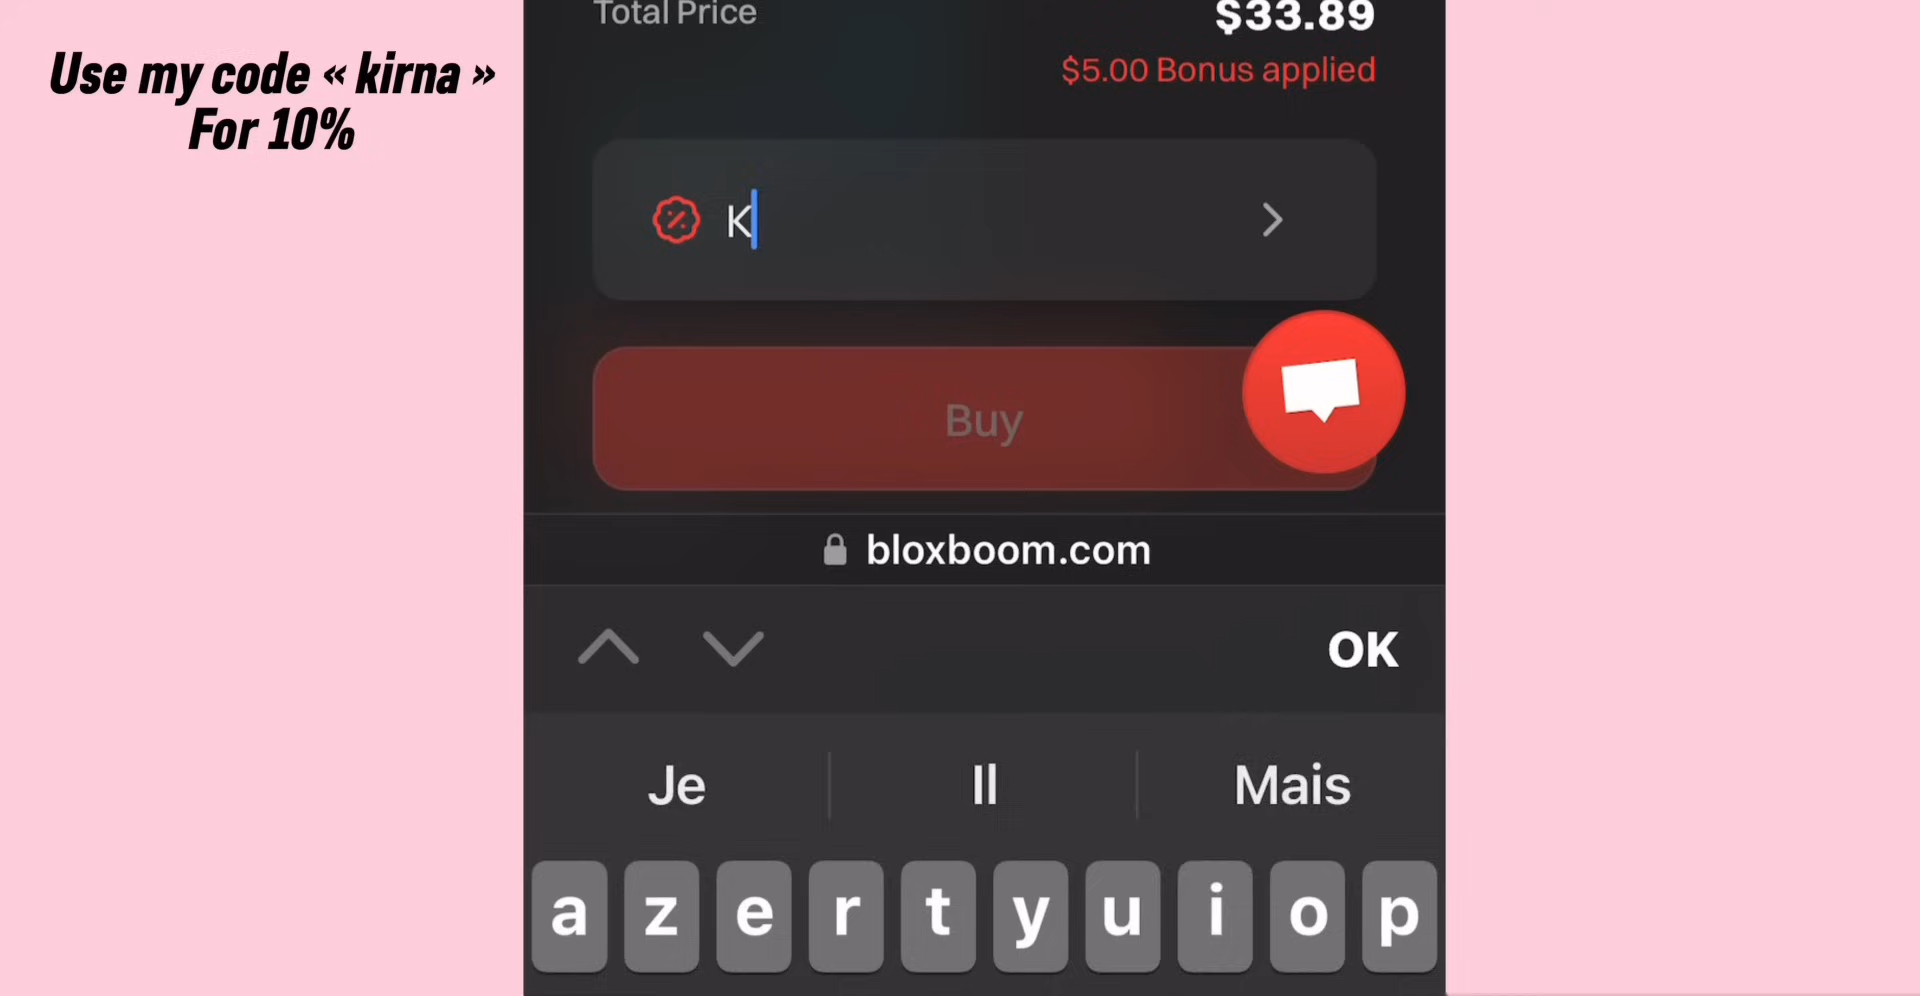 Use my code « kirna »
For 10%
Total Price
$33.89
$5.00 Bonus applied
K
Buy
bloxboom.com
OK
Je Il Mais
a z e r t y u i o p